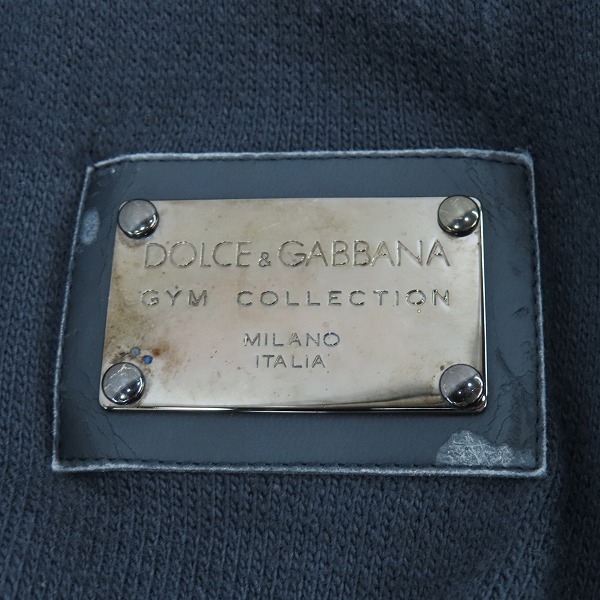 DOLCE & GABBANA
GYM COLLECTION
MILANO
ITALIA